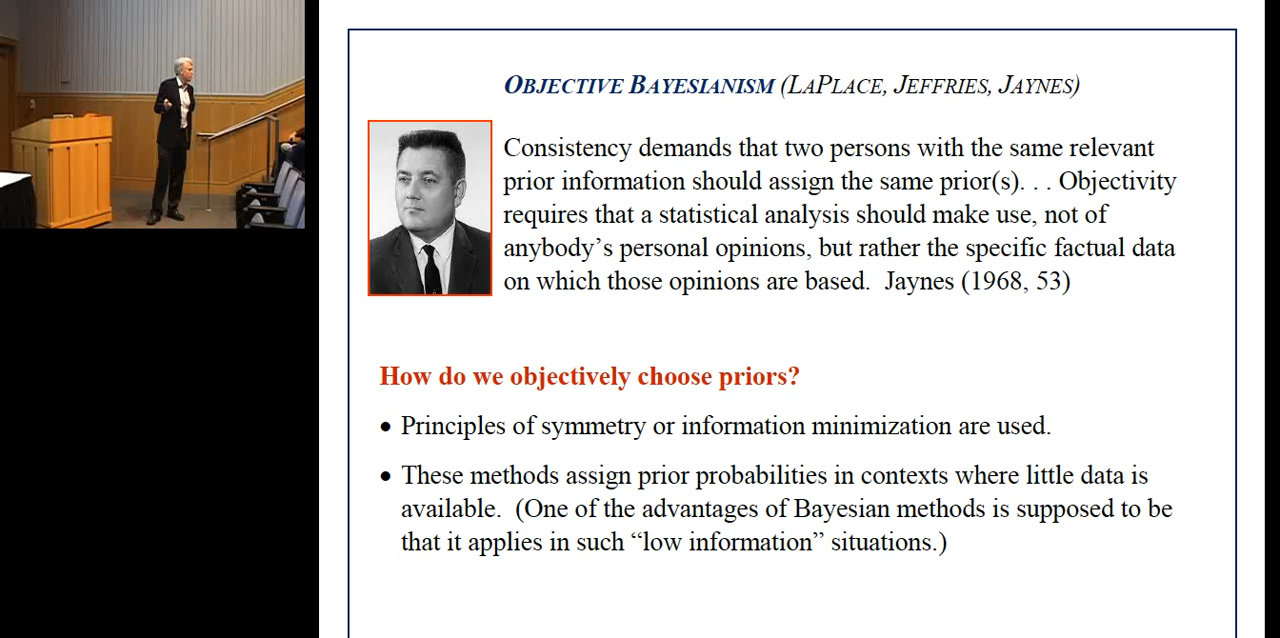 OBJECTIVE BAYESIANISM (LAPLACE, JEFFRIES, JAYNES)
Consistency demands that two persons with the same relevant
prior information should assign the same prior(s). . . Objectivity
requires that a statistical analysis should make use, not of
anybody’s personal opinions, but rather the specific factual data
on which those opinions are based.  Jaynes (1968, 53)
How do we objectively choose priors?
• Principles of symmetry or information minimization are used.
• These methods assign prior probabilities in contexts where little data is
available.  (One of the advantages of Bayesian methods is supposed to be
that it applies in such “low information” situations.)